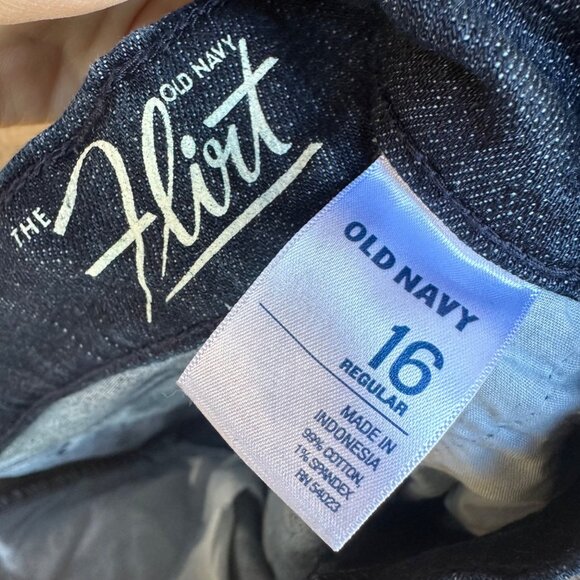 OLD NAVY
THE Flirt
OLD NAVY
16
REGULAR
MADE IN
INDONESIA
99% COTTON,
1% SPANDEX
RN 54023